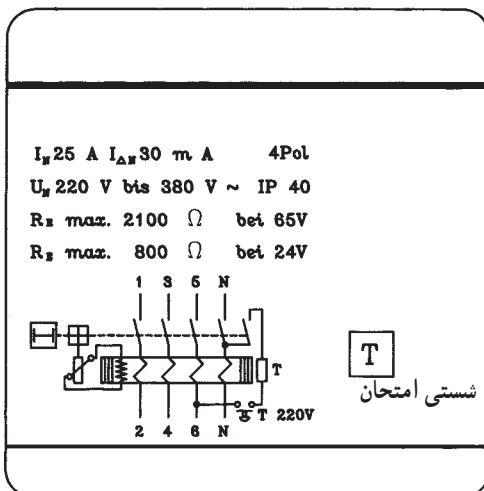 I_N 25 A I_ΔN 30 m A 4Pol
U_N 220 V bis 380 V ~ IP 40
R_E max. 2100 Ω bei 65V
R_E max. 800 Ω bei 24V
1 3 5 N
T
T
شستی امتحان
T 220V
2 4 6 N